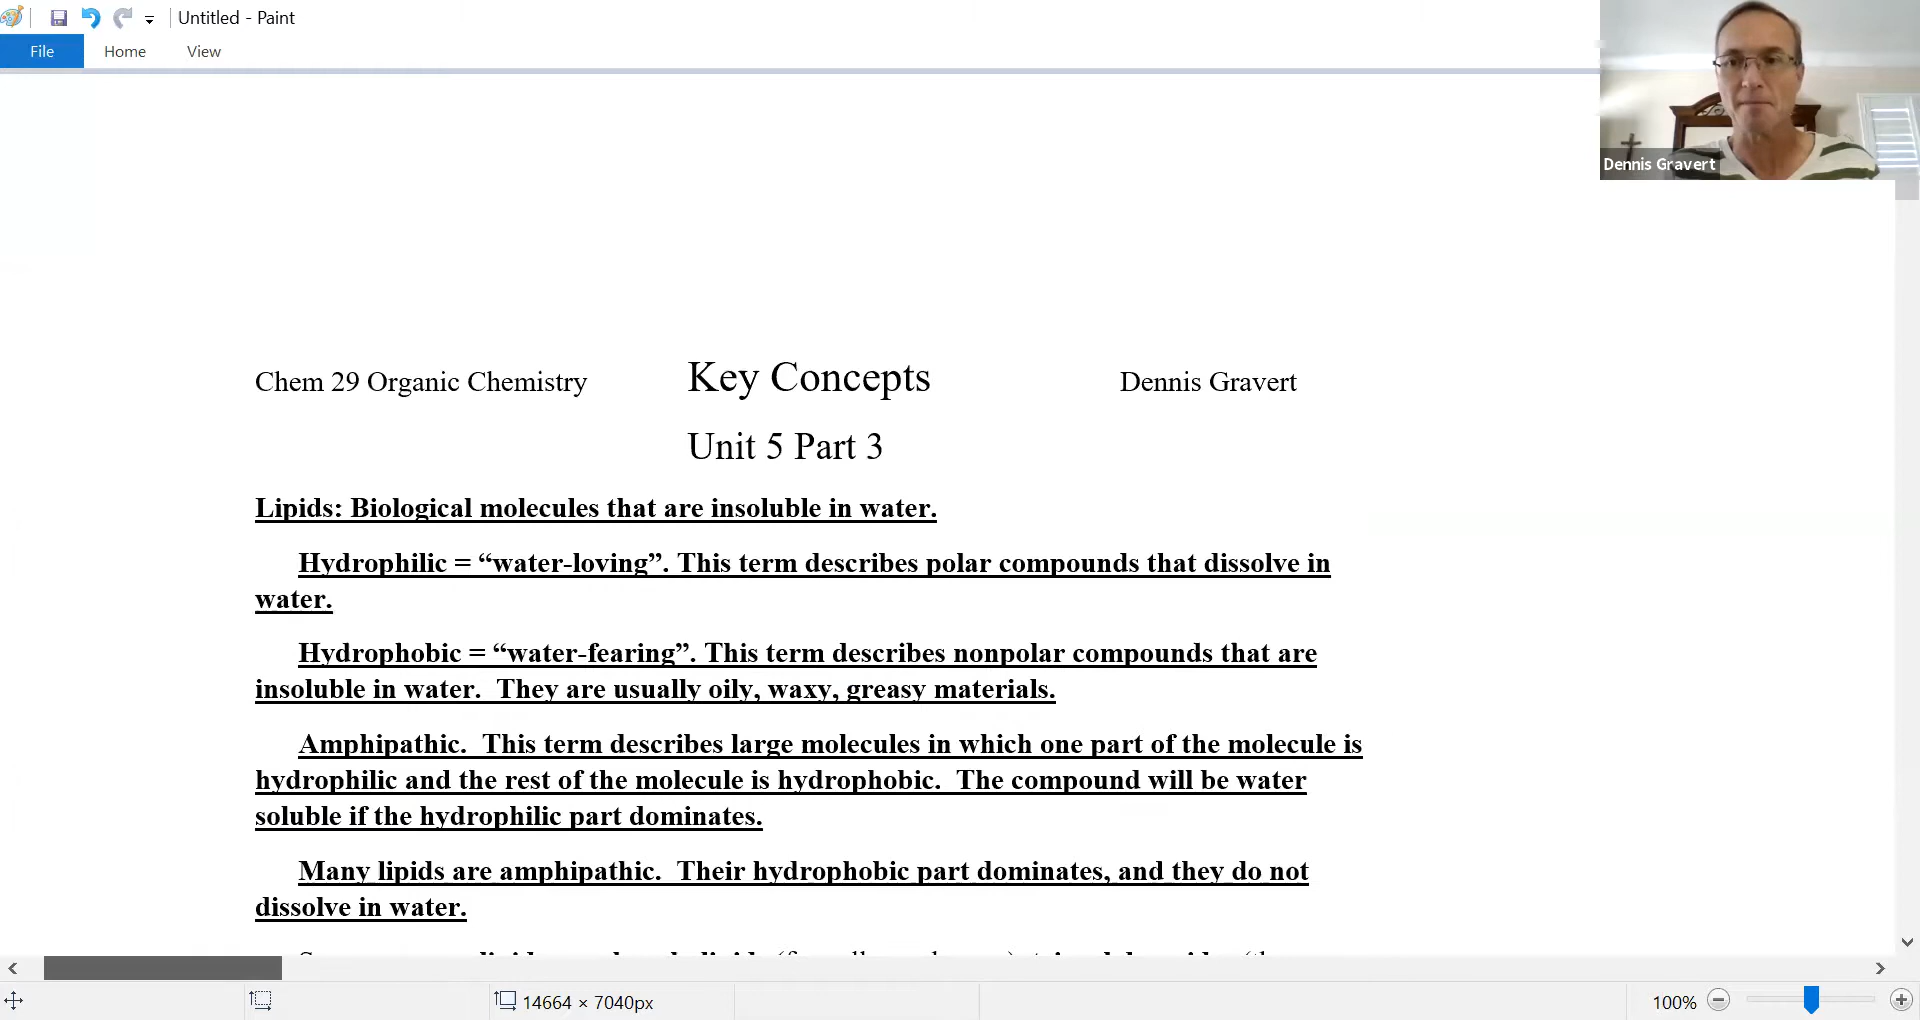 Untitled - Paint
File Home View
Dennis Gravert
Chem 29 Organic Chemistry Key Concepts Dennis Gravert
Unit 5 Part 3
Lipids: Biological molecules that are insoluble in water.
Hydrophilic = “water-loving”. This term describes polar compounds that dissolve in
water.
Hydrophobic = “water-fearing”. This term describes nonpolar compounds that are
insoluble in water. They are usually oily, waxy, greasy materials.
Amphipathic. This term describes large molecules in which one part of the molecule is
hydrophilic and the rest of the molecule is hydrophobic. The compound will be water
soluble if the hydrophilic part dominates.
Many lipids are amphipathic. Their hydrophobic part dominates, and they do not
dissolve in water.
14664 × 7040px 100%